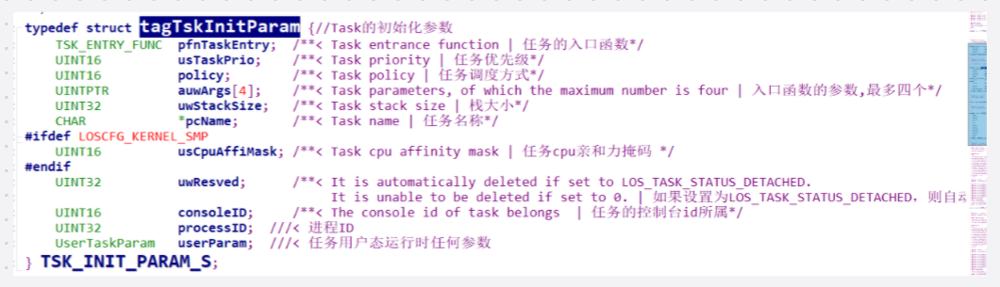 typedef struct tagTskInitParam {//Task的初始化参数
TSK_ENTRY_FUNC pfnTaskEntry; /**< Task entrance function | 任务的入口函数*/
UINT16 usTaskPrio; /**< Task priority | 任务优先级*/
UINT16 policy; /**< Task policy | 任务调度方式*/
UINTPTR auwArgs[4]; /**< Task parameters, of which the maximum number is four | 入口函数的参数,最多四个*/
UINT32 uwStackSize; /**< Task stack size | 栈大小*/
CHAR *pcName; /**< Task name | 任务名称*/
#ifdef LOSCFG_KERNEL_SMP
UINT16 usCpuAffiMask; /**< Task cpu affinity mask | 任务cpu亲和力掩码 */
#endif
UINT32 uwResved; /**< It is automatically deleted if set to LOS_TASK_STATUS_DETACHED.
It is unable to be deleted if set to 0. | 如果设置为LOS_TASK_STATUS_DETACHED，则自动
UINT16 consoleID; /**< The console id of task belongs | 任务的控制台id所属*/
UINT32 processID; ///< 进程ID
UserTaskParam userParam; ///< 任务用户态运行时任何参数
} TSK_INIT_PARAM_S;